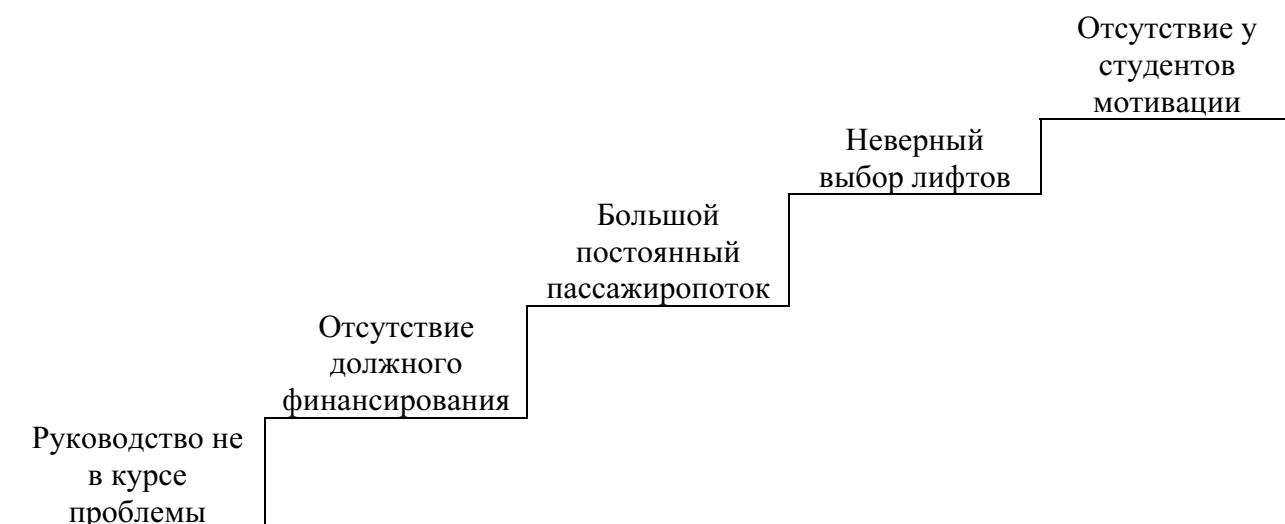 Отсутствие у
студентов
мотивации
Неверный
выбор лифтов
Большой
постоянный
пассажиропоток
Отсутствие
должного
финансирования
Руководство не
в курсе
проблемы